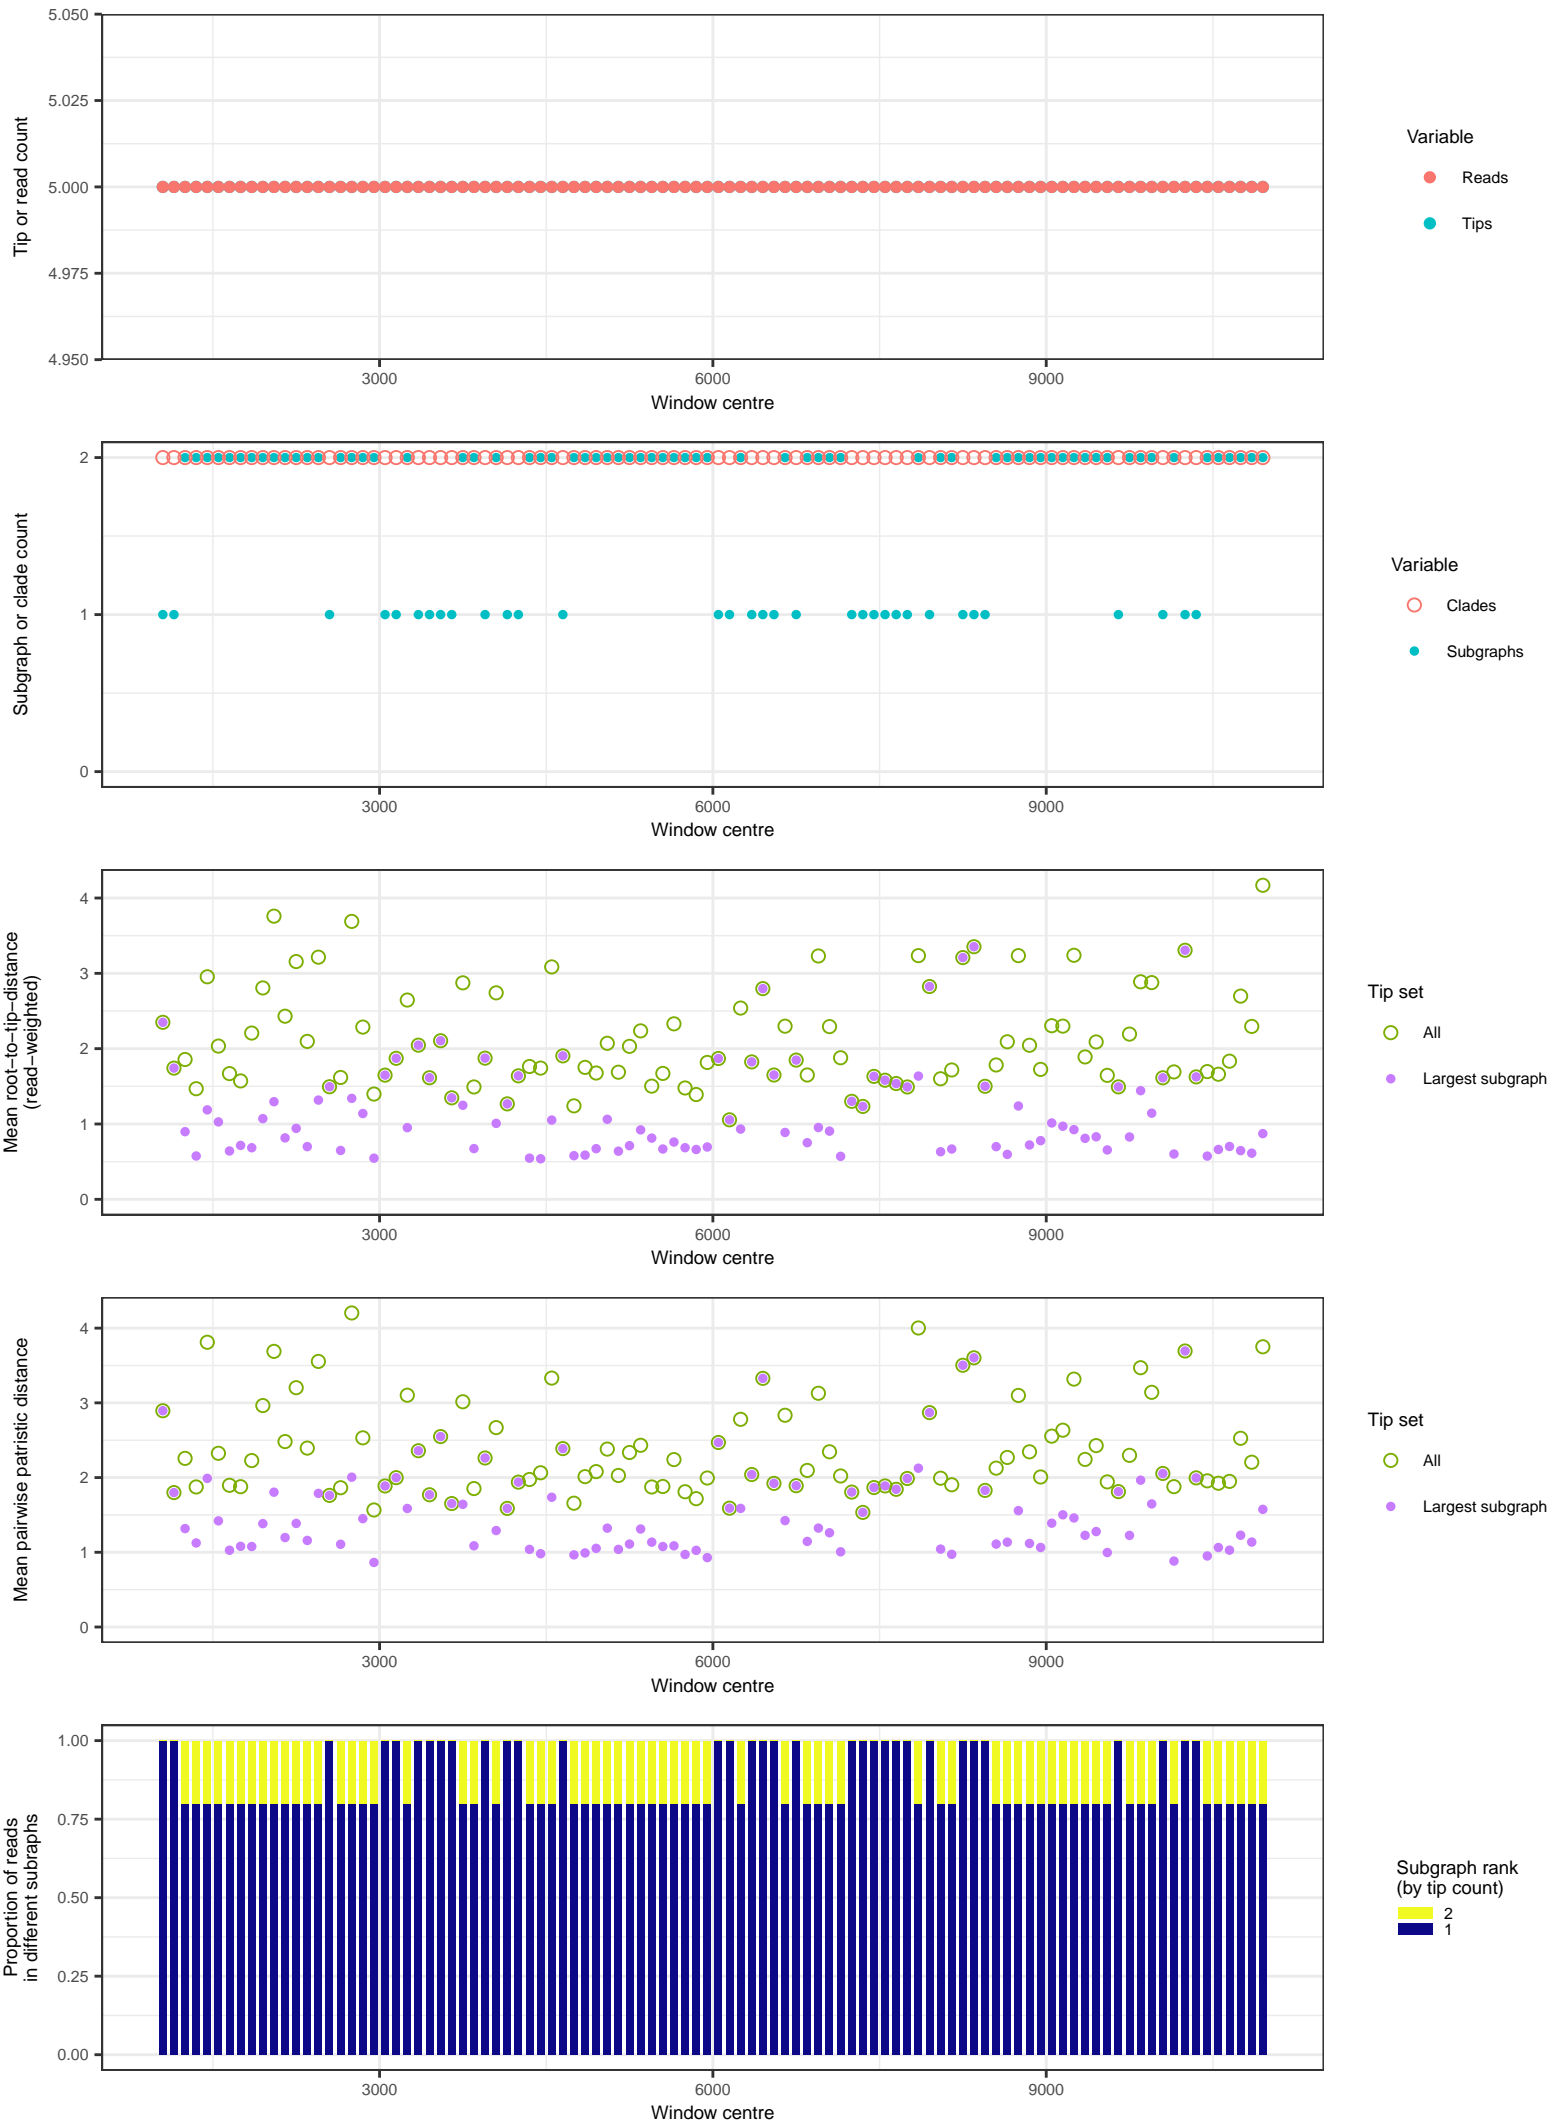 5.050
5.025
5.000
4.975
4.950
Tip or read count
3000
6000
9000
Window centre
Variable
Reads
Tips
2
1
0
Subgraph or clade count
3000
6000
9000
Window centre
Variable
Clades
Subgraphs
4
3
2
1
0
Mean root−to−tip−distance
(read−weighted)
3000
6000
9000
Window centre
Tip set
All
Largest subgraph
4
3
2
1
0
Mean pairwise patristic distance
3000
6000
9000
Window centre
Tip set
All
Largest subgraph
1.00
0.75
0.50
0.25
0.00
Proportion of reads
in different subraphs
3000
6000
9000
Window centre
Subgraph rank
(by tip count)
2
1